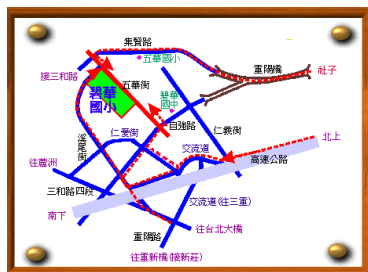 集賢路
五華國小
重陽橋
社子
接三和路
五華街
碧華
國小
碧華
國中
自強路
仁義街
溪尾街
仁愛街
交流道
北上
高速公路
往蘆洲
三和路四段
交流道(往三重)
南下
往台北大橋
重陽路
往重新橋(接新莊)